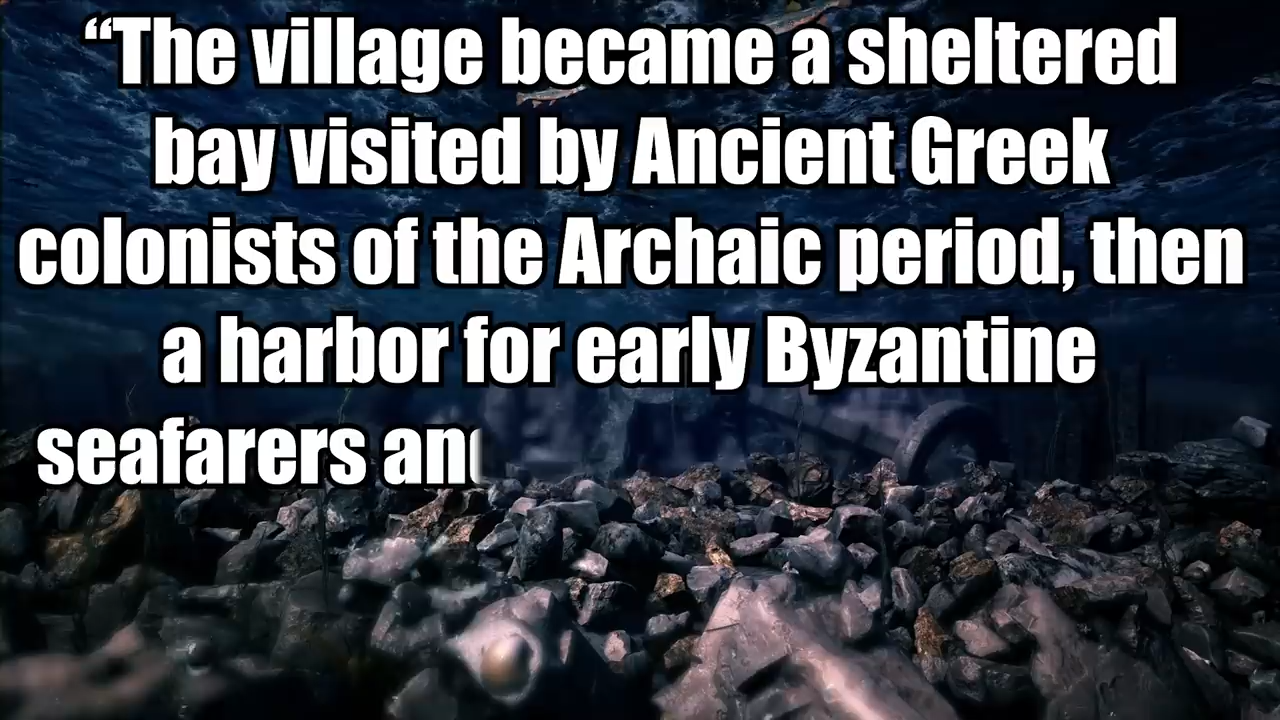 “The village became a sheltered
bay visited by Ancient Greek
colonists of the Archaic period, then
a harbor for early Byzantine
seafarers an